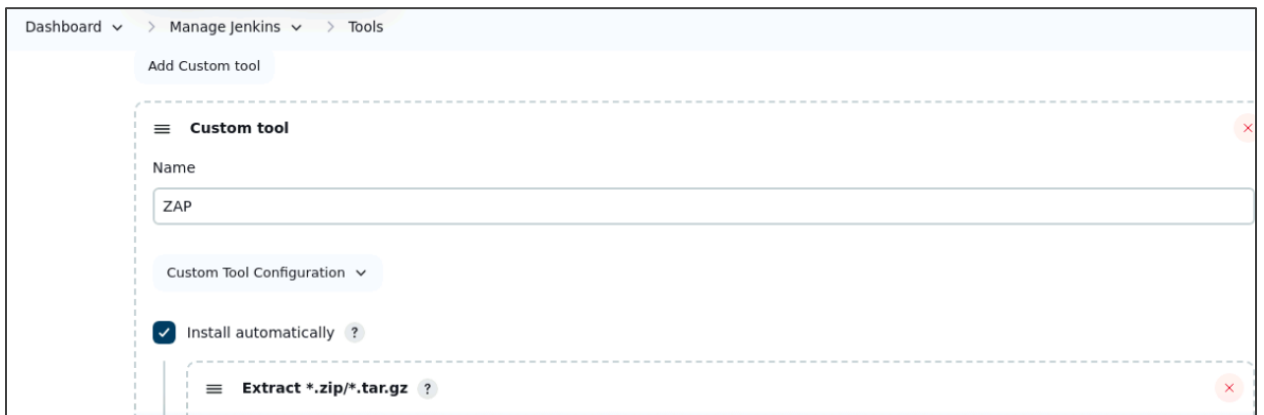 Dashboard > Manage Jenkins > Tools
Add Custom tool
Custom tool
Name
ZAP
Custom Tool Configuration
Install automatically ?
Extract *.zip/*.tar.gz ?